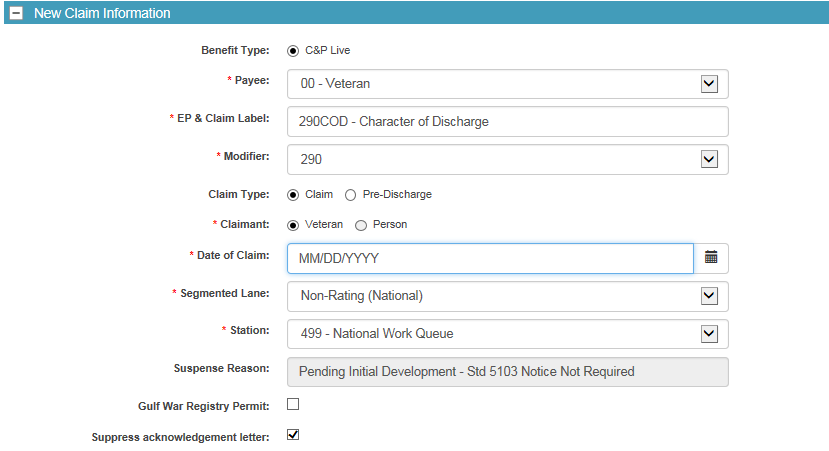 New Claim Information
Benefit Type: C&P Live
* Payee: 00 - Veteran
* EP & Claim Label: 290COD - Character of Discharge
* Modifier: 290
Claim Type: Claim Pre-Discharge
* Claimant: Veteran Person
* Date of Claim: MM/DD/YYYY
* Segmented Lane: Non-Rating (National)
* Station: 499 - National Work Queue
Suspense Reason: Pending Initial Development - Std 5103 Notice Not Required
Gulf War Registry Permit:
Suppress acknowledgement letter: